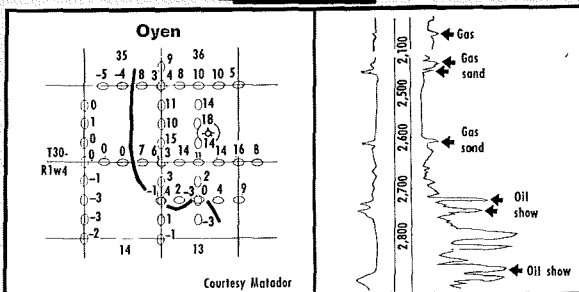 Oyen
35 36
9
-5 -4 8 3 4 8 10 10 5
0 11 14
1 10 18
0 15 14
T30- 0 0 0 7 6 3 14 11 14 16 8
R1w4
-1 3 2
-3 -1 4 2 -3 0 4 9
-3 1 -3
-2 -1
14 13
Courtesy Matador
2,100
2,500
2,600
2,700
2,800
Gas
Gas
sand
Gas
sond
Oil
show
Oil show